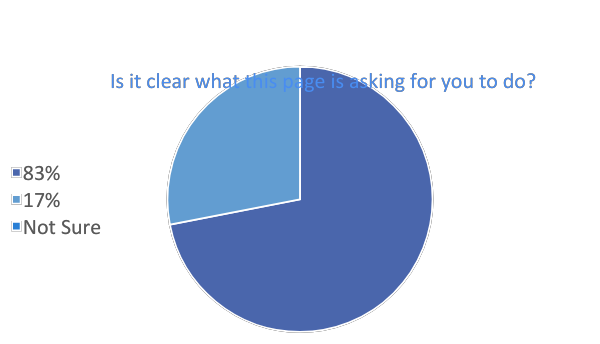 Is it clear what this page is asking for you to do?
83%
17%
Not Sure